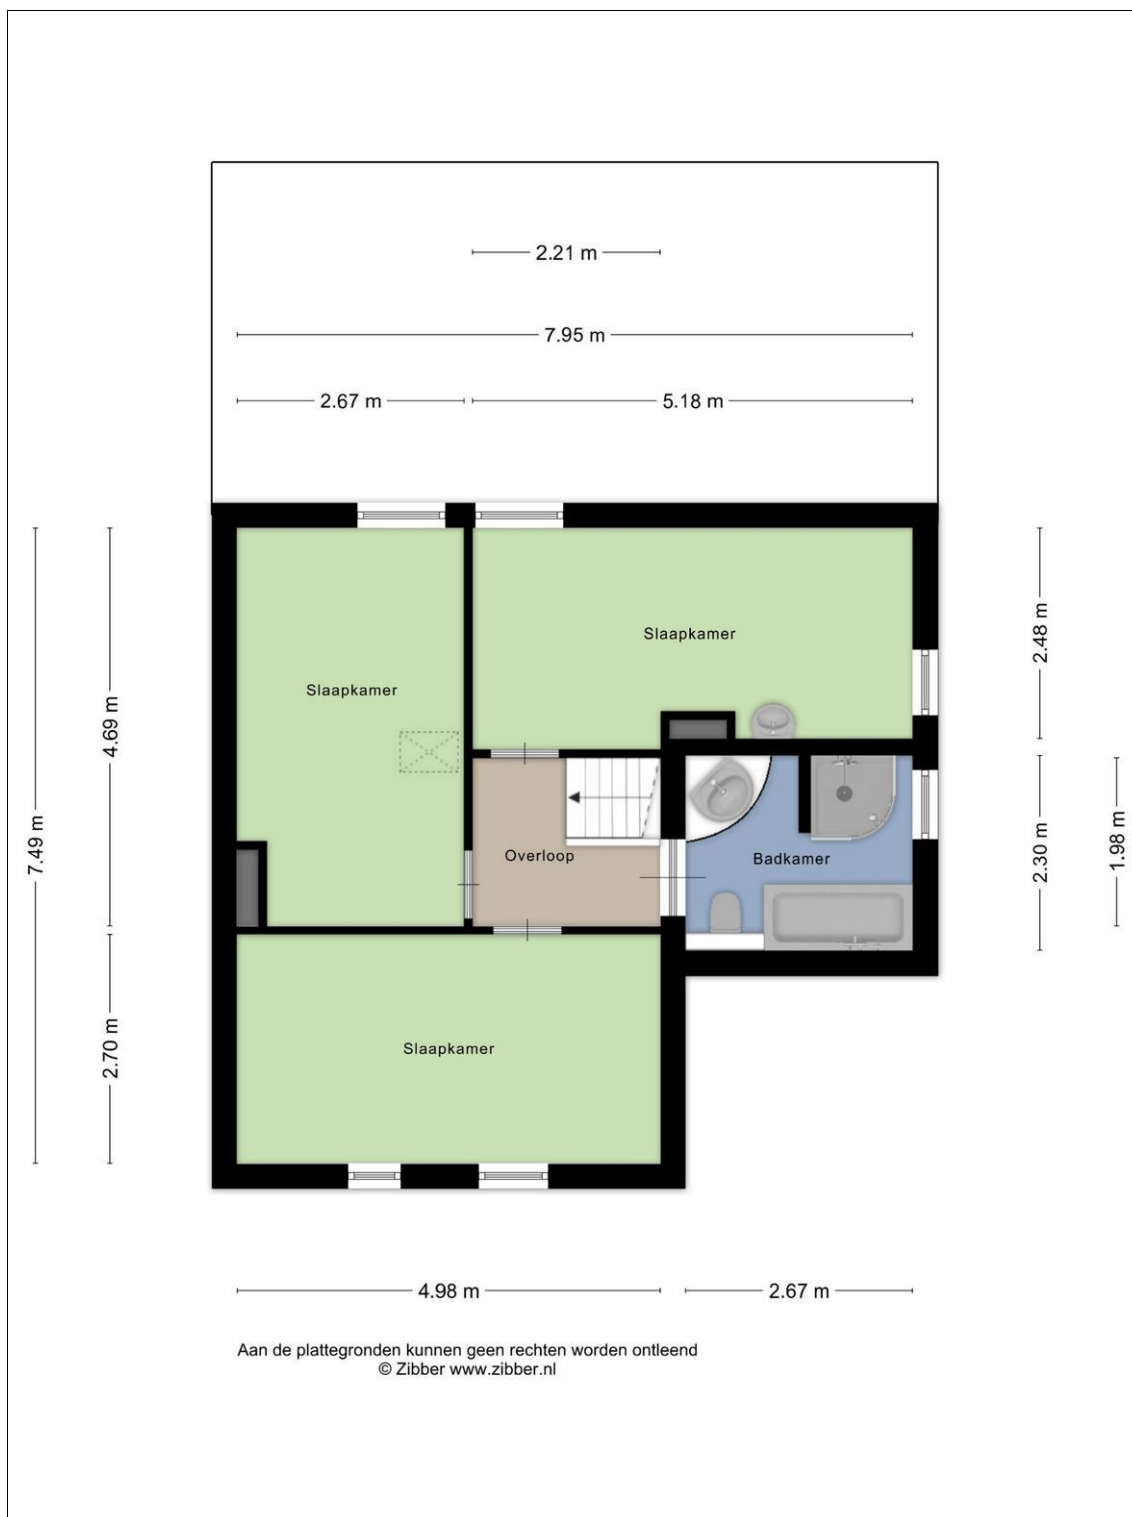 2.21 m
7.95 m
2.67 m
5.18 m
Slaapkamer
Slaapkamer
2.48 m
4.69 m
7.49 m
Overloop
Badkamer
2.30 m
1.98 m
2.70 m
Slaapkamer
4.98 m
2.67 m
Aan de plattegronden kunnen geen rechten worden ontleend
© Zibber www.zibber.nl